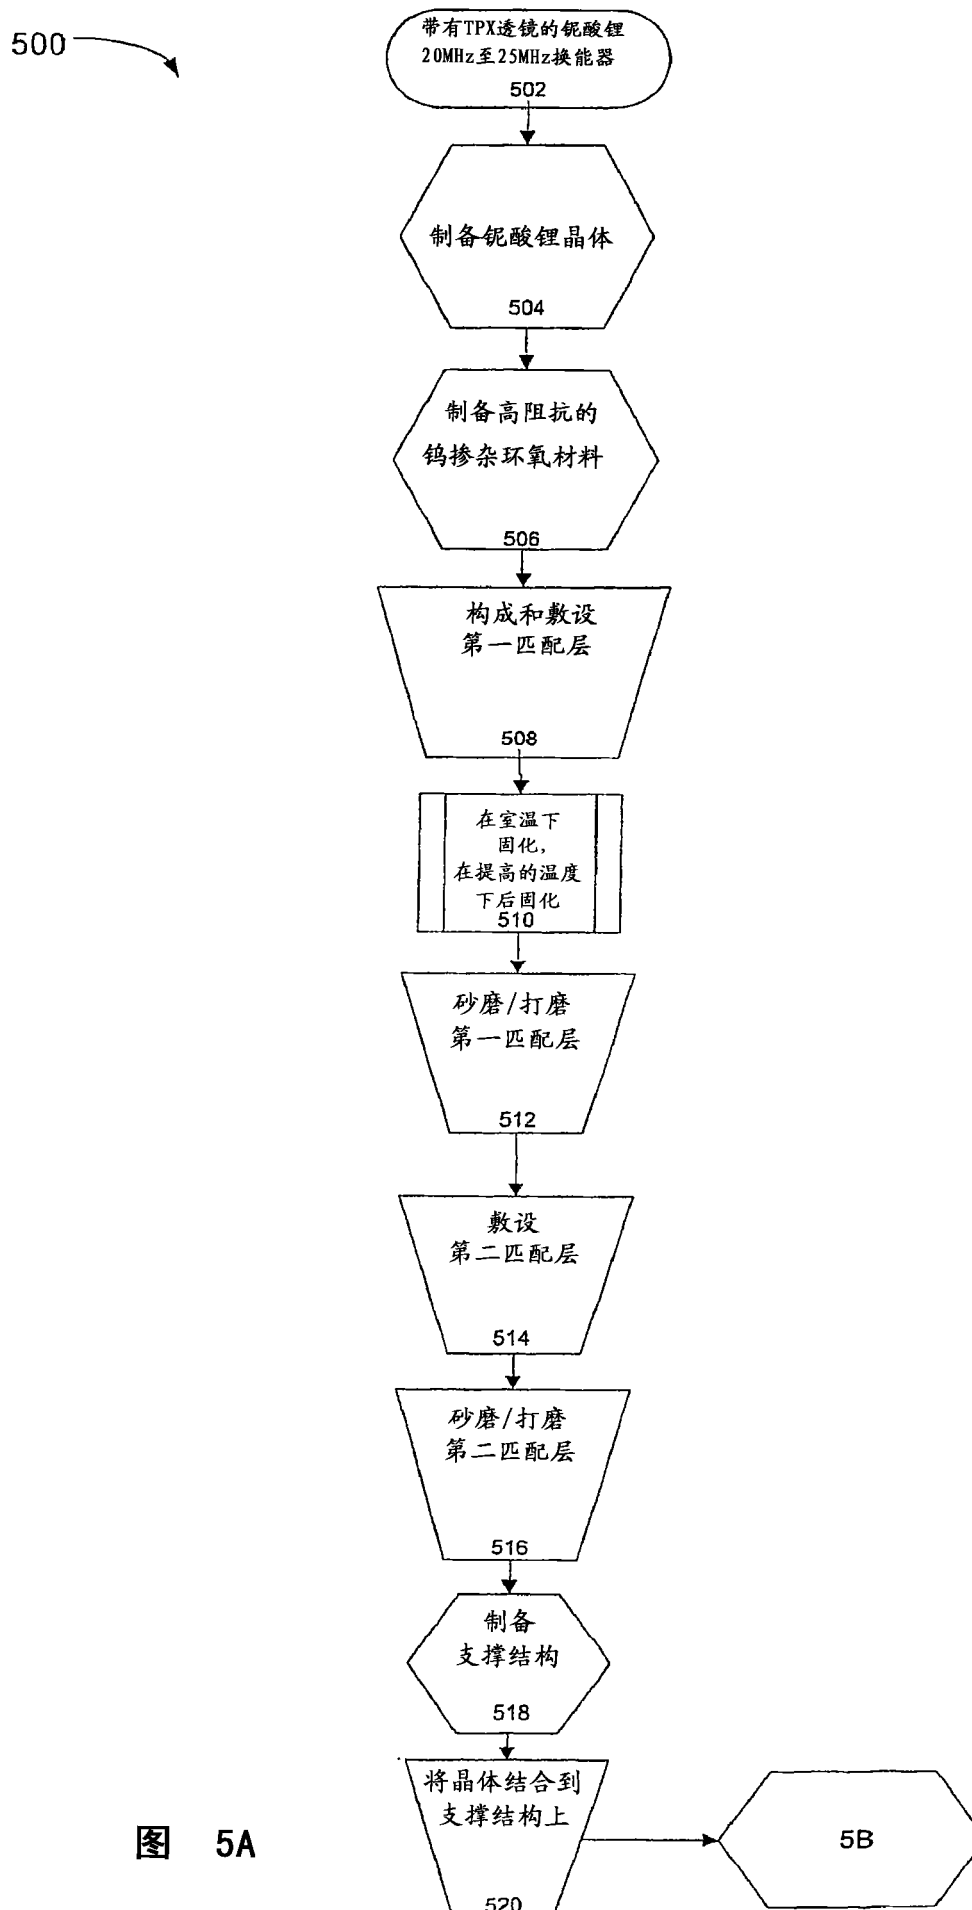 500
带有TPX透镜的铌酸锂
20MHz至25MHz换能器
502
制备铌酸锂晶体
504
制备高阻抗的
钨掺杂环氧材料
506
构成和敷设
第一匹配层
508
在室温下
固化，
在提高的温度
下后固化
510
砂磨/打磨
第一匹配层
512
敷设
第二匹配层
514
砂磨/打磨
第二匹配层
516
制备
支撑结构
518
将晶体结合到
支撑结构上
520
5B
图 5A